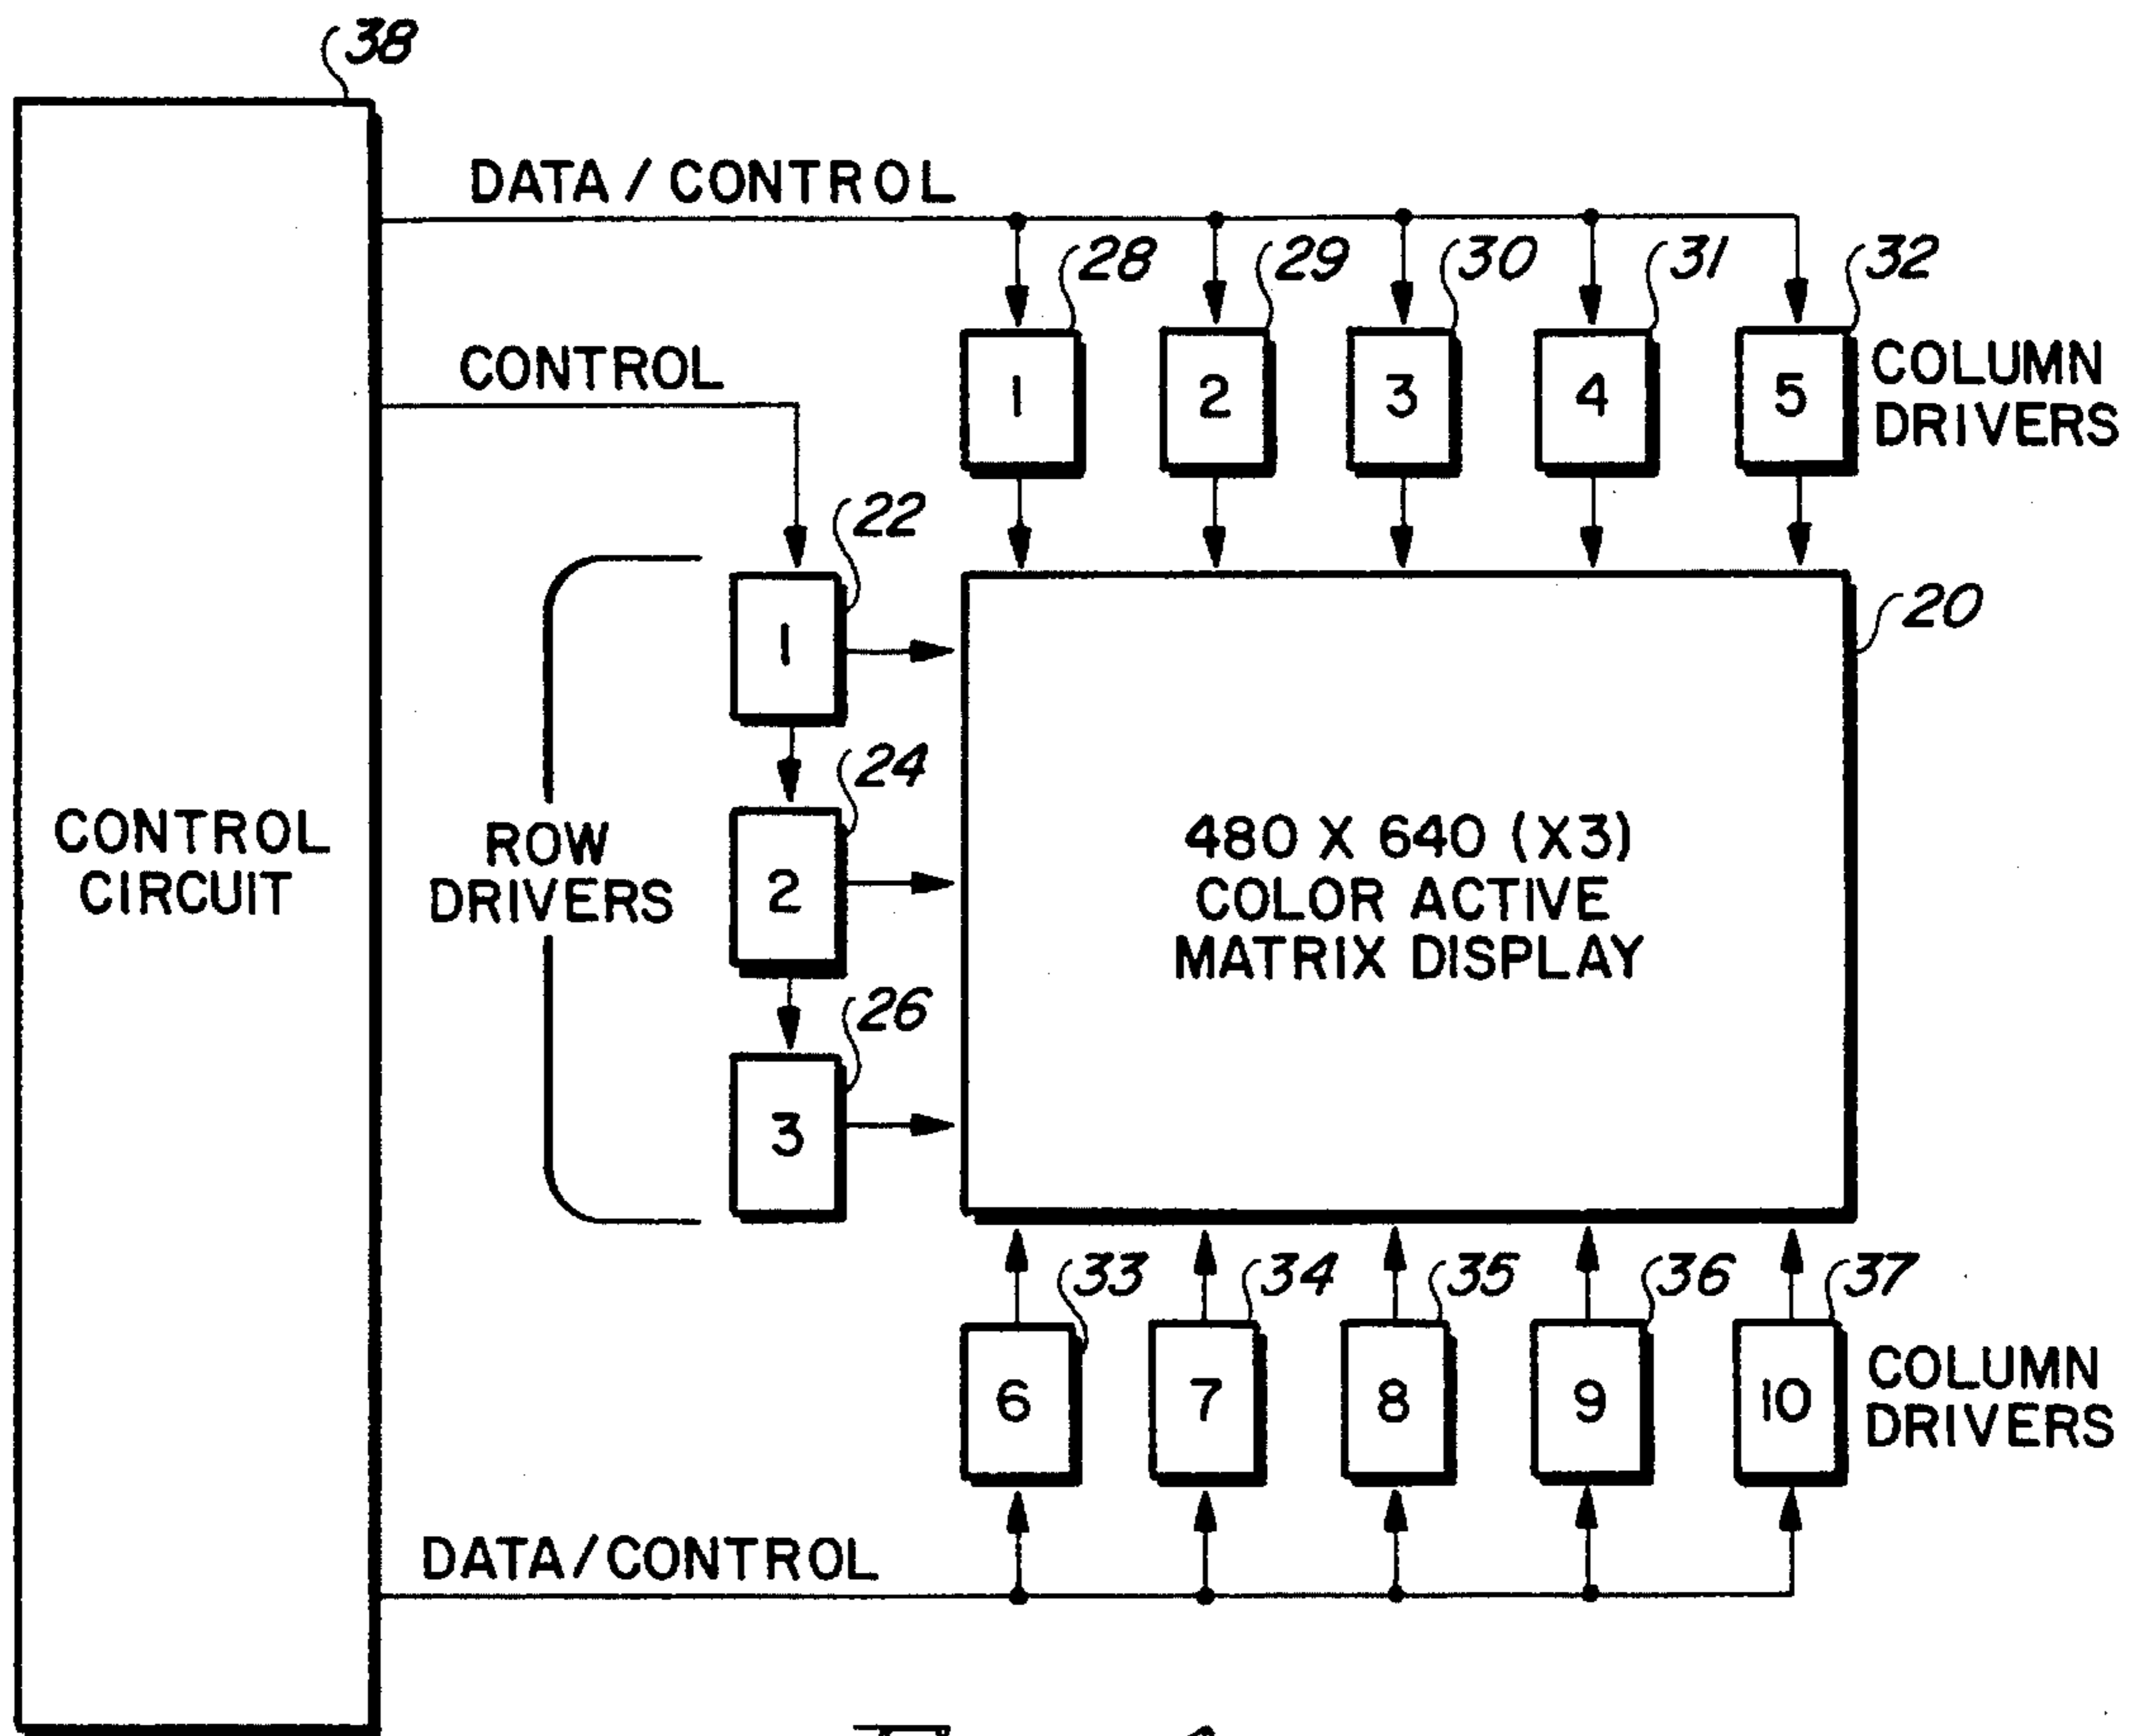 38
DATA / CONTROL
28
29
30
31
32
CONTROL
1
2
3
4
5
COLUMN
DRIVERS
22
20
1
24
CONTROL
CIRCUIT
ROW
DRIVERS
2
480 X 640 (X3)
COLOR ACTIVE
MATRIX DISPLAY
26
3
33
34
35
36
37
6
7
8
9
10
COLUMN
DRIVERS
DATA/CONTROL